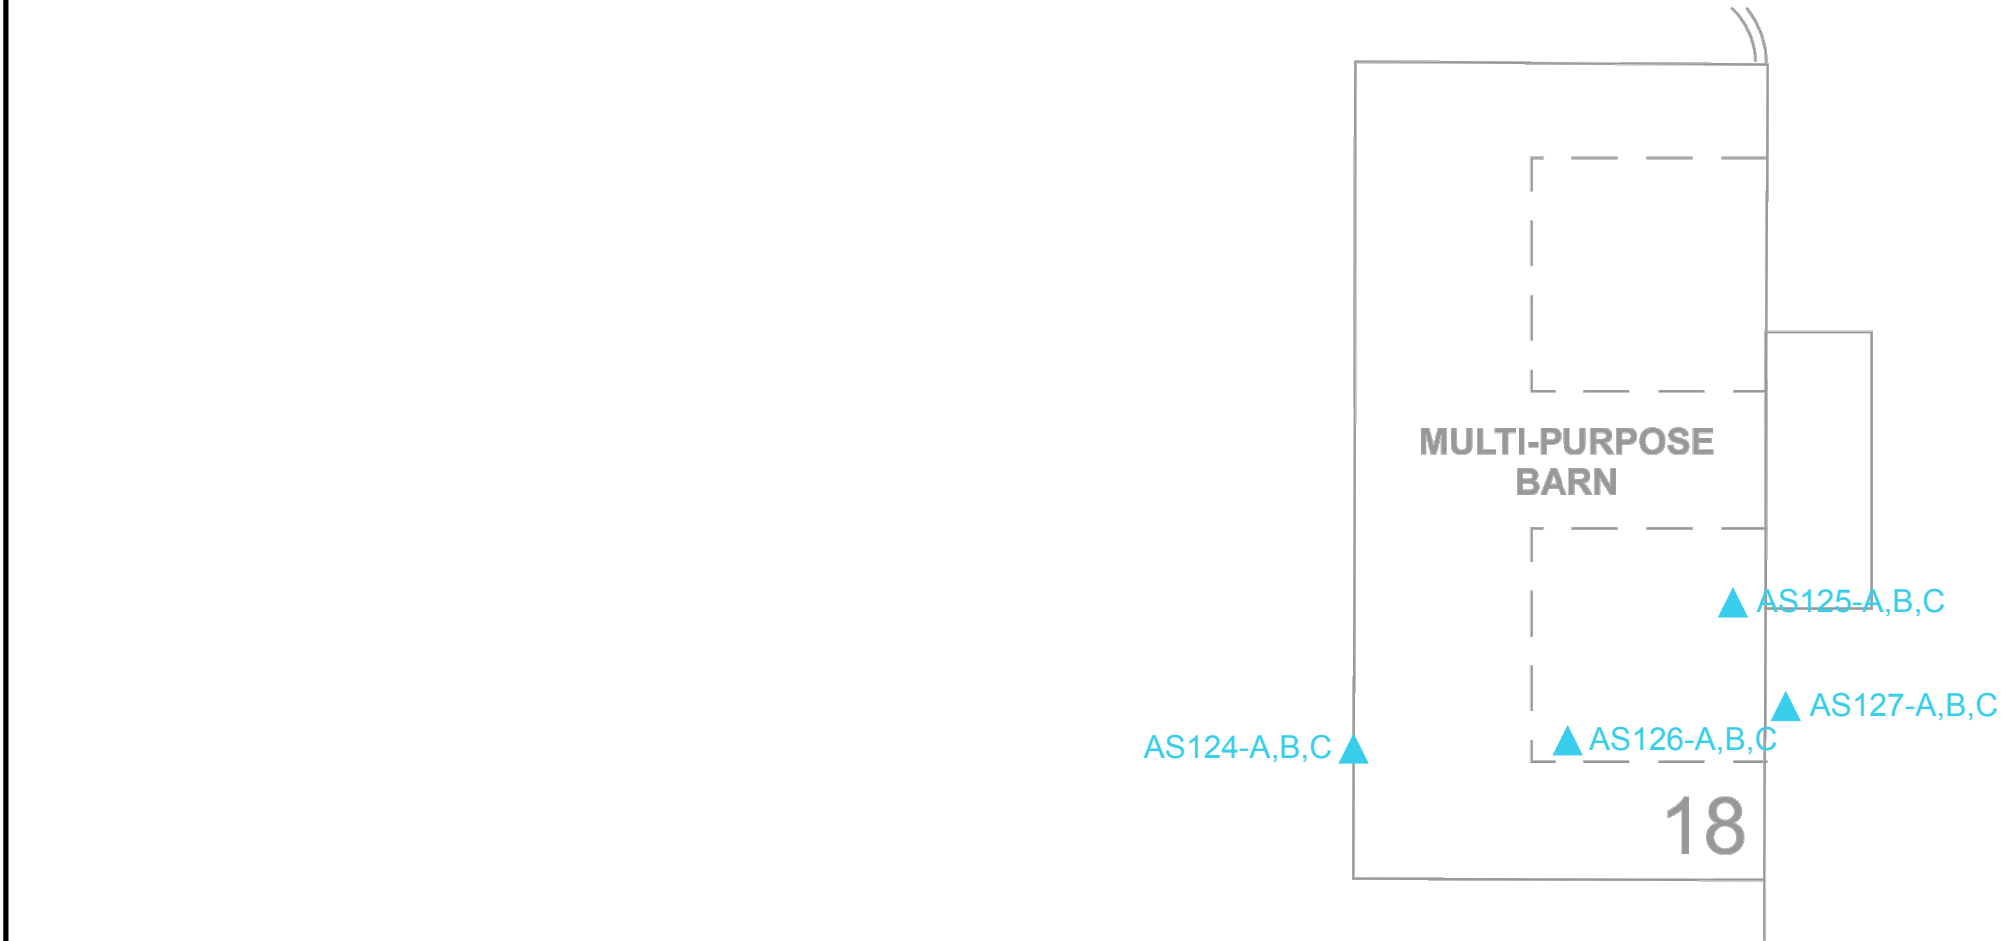 MULTI-PURPOSE
BARN
AS125-A,B,C
AS127-A,B,C
AS126-A,B,C
AS124-A,B,C
18